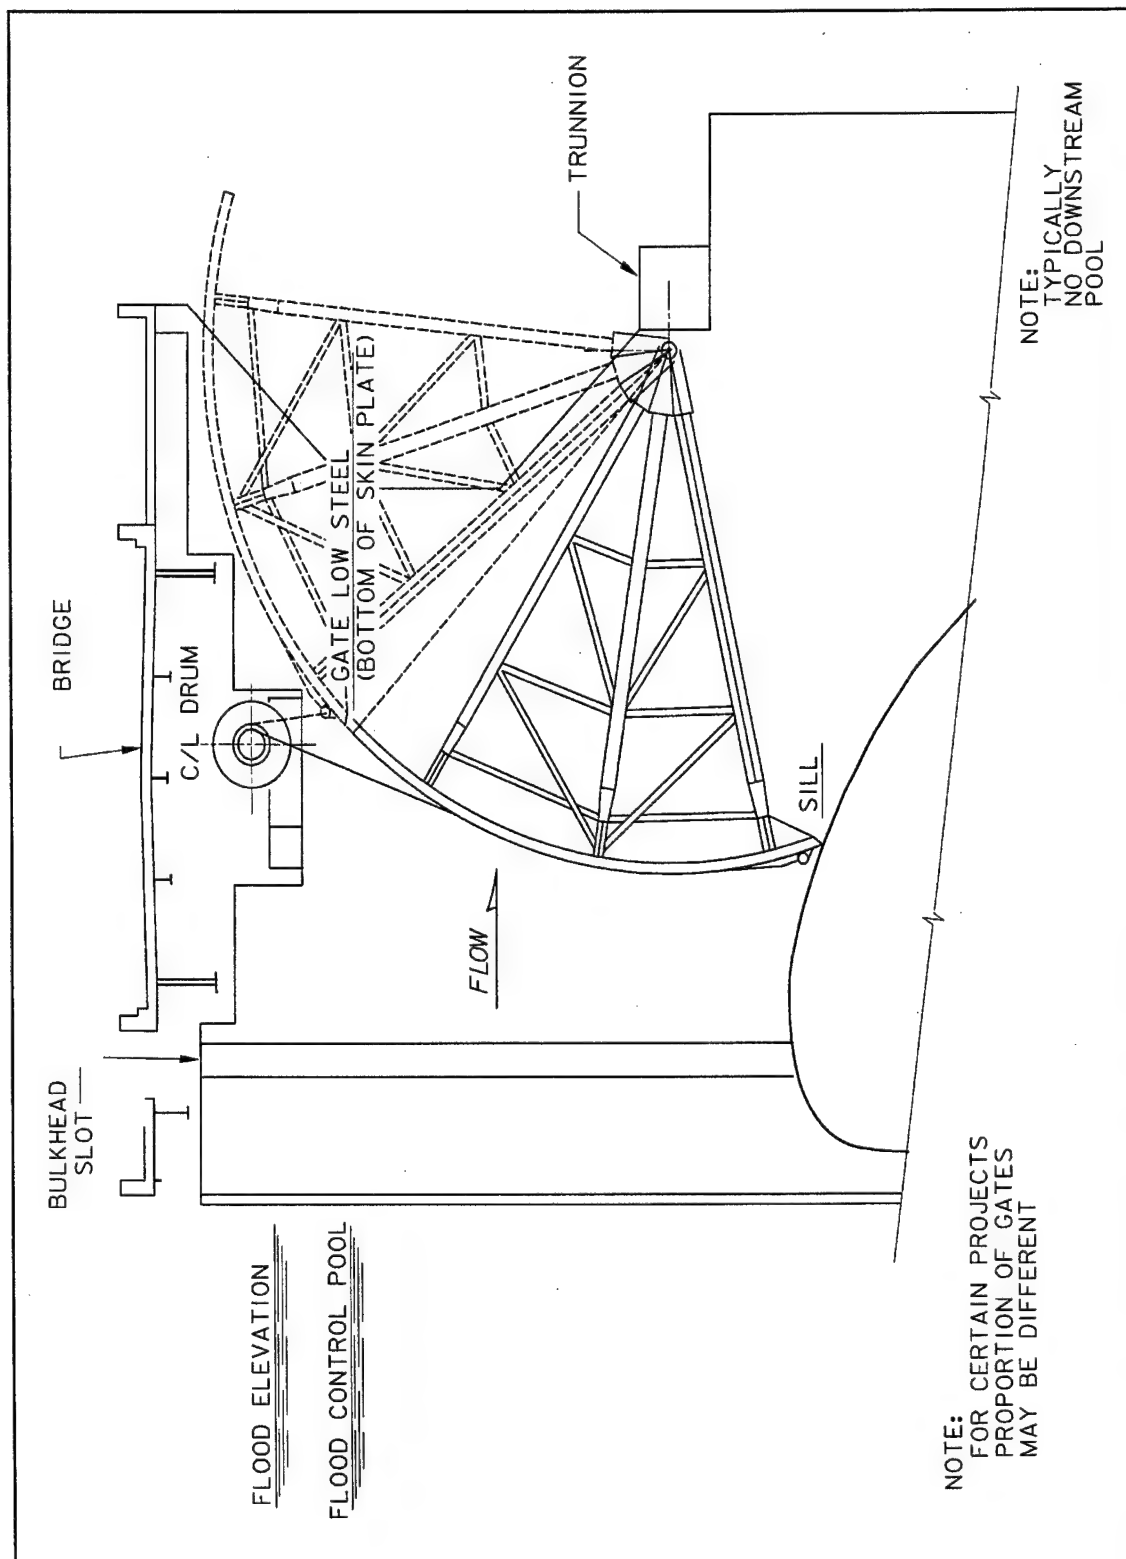 BRIDGE
BULKHEAD
SLOT
C/L DRUM
TRUNNION
FLOOD ELEVATION
FLOOD CONTROL POOL
GATE LOW STEEL
(BOTTOM OF SKIN PLATE)
FLOW
SILL
NOTE:
FOR CERTAIN PROJECTS
PROPORTION OF GATES
MAY BE DIFFERENT
NOTE:
TYPICALLY
NO DOWNSTREAM
POOL